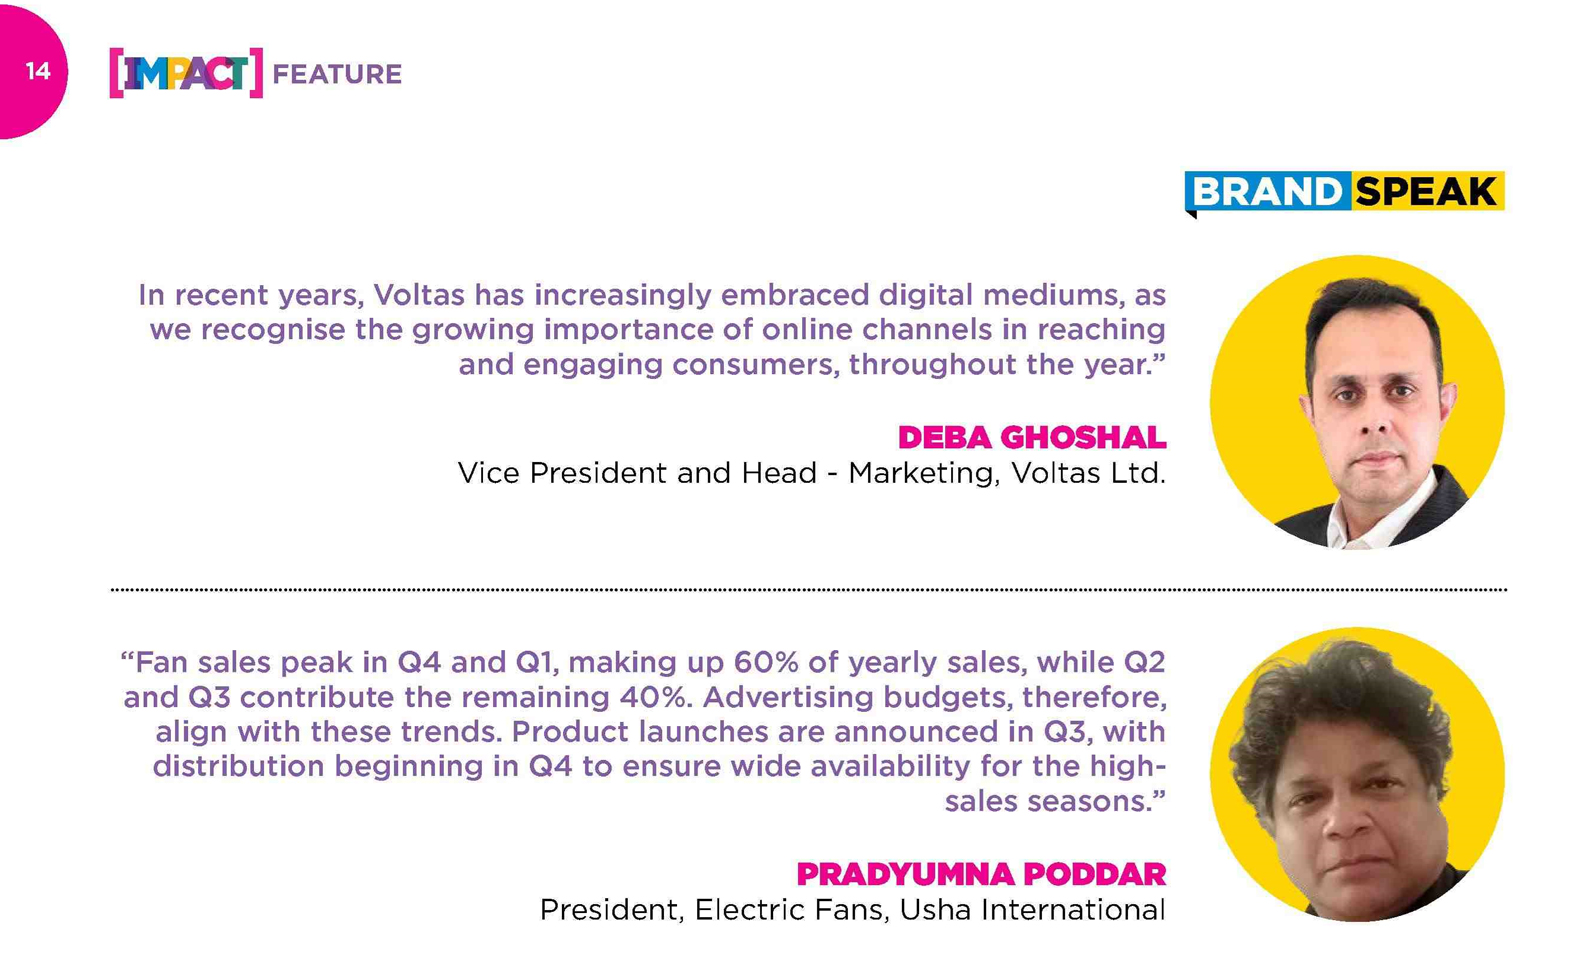 14
[IMPACT] FEATURE
BRAND SPEAK
In recent years, Voltas has increasingly embraced digital mediums, as
we recognise the growing importance of online channels in reaching
and engaging consumers, throughout the year.”
DEBA GHOSHAL
Vice President and Head - Marketing, Voltas Ltd.
“Fan sales peak in Q4 and Q1, making up 60% of yearly sales, while Q2
and Q3 contribute the remaining 40%. Advertising budgets, therefore,
align with these trends. Product launches are announced in Q3, with
distribution beginning in Q4 to ensure wide availability for the high-
sales seasons.”
PRADYUMNA PODDAR
President, Electric Fans, Usha International